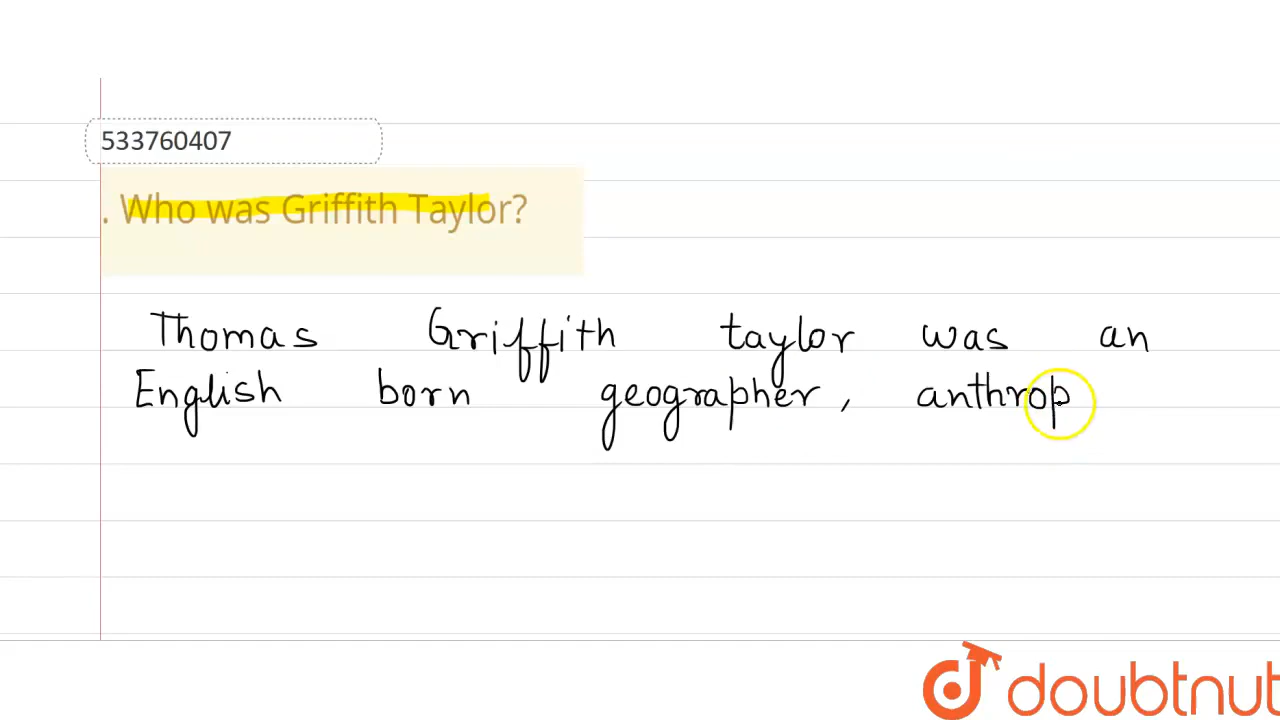 533760407
. Who was Griffith Taylor?
Thomas Griffith taylor was an
English born geographer, anthrop
doubtnut